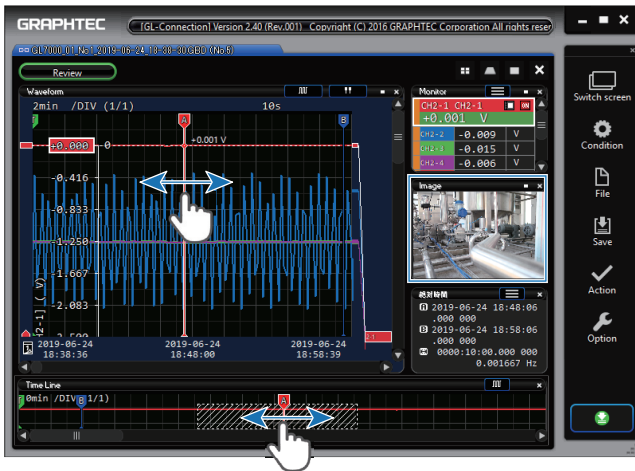 GRAPHTEC
[GL-Connection] Version 2.40 (Rev.001) Copyright (C) 2016 GRAPHTEC Corporation All rights reser
GL7000_01_No1_2019-06-24_18-38-30.GBD (No.5)
Review
Waveform
2min /DIV (1/1) 10s
A B
+0.000 0 +0.001 V
-0.416
-0.833
-1.250
-1.667
-2.083
2019-06-24 2019-06-24 2019-06-24
18:38:36 18:48:00 18:58:39
Time Line
0min /DIV
B
1/1)
A
Monitor
CH2-1 CH2-1 ON
+0.001 V
CH2-2 -0.009 V
CH2-3 -0.015 V
CH2-4 -0.006 V
Image
絶対時間
A 2019-06-24 18:48:06
.000 000
B 2019-06-24 18:58:06
.000 000
0000:10:00.000 000
0.001667 Hz
Switch screen
Condition
File
Save
Action
Option